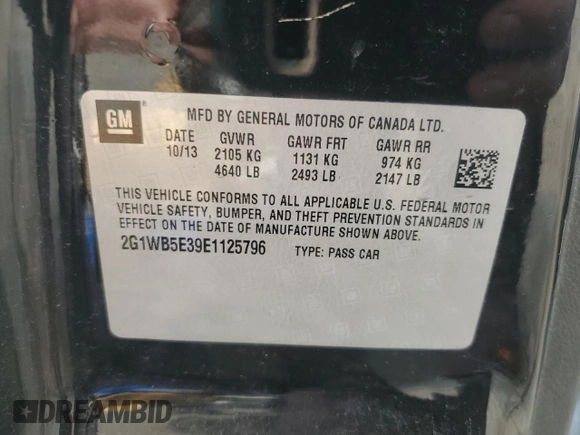 GM
MFD BY GENERAL MOTORS OF CANADA LTD.
DATE GVWR GAWR FRT GAWR RR
10/13 2105 KG 1131 KG 974 KG
4640 LB 2493 LB 2147 LB
THIS VEHICLE CONFORMS TO ALL APPLICABLE U.S. FEDERAL MOTOR
VEHICLE SAFETY, BUMPER, AND THEFT PREVENTION STANDARDS IN
EFFECT ON THE DATE OF MANUFACTURE SHOWN ABOVE.
2G1WB5E39E1125796 TYPE: PASS CAR
DREAMBID